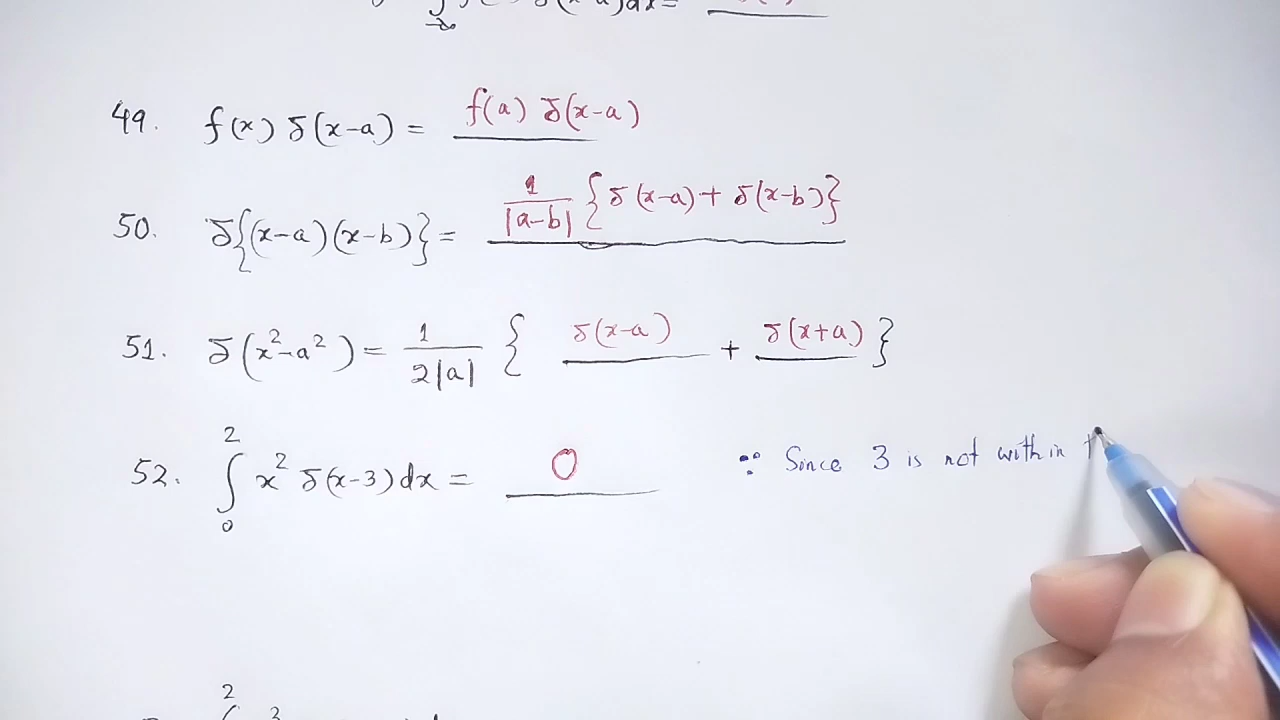 49. f(x) δ(x-a) = f(a) δ(x-a)
50. δ{(x-a)(x-b)} = 1/|a-b| {δ(x-a) + δ(x-b)}
51. δ(x²-a²) = 1/2|a| { δ(x-a) + δ(x+a) }
52. ∫₀² x² δ(x-3) dx = 0 ∵ Since 3 is not within t